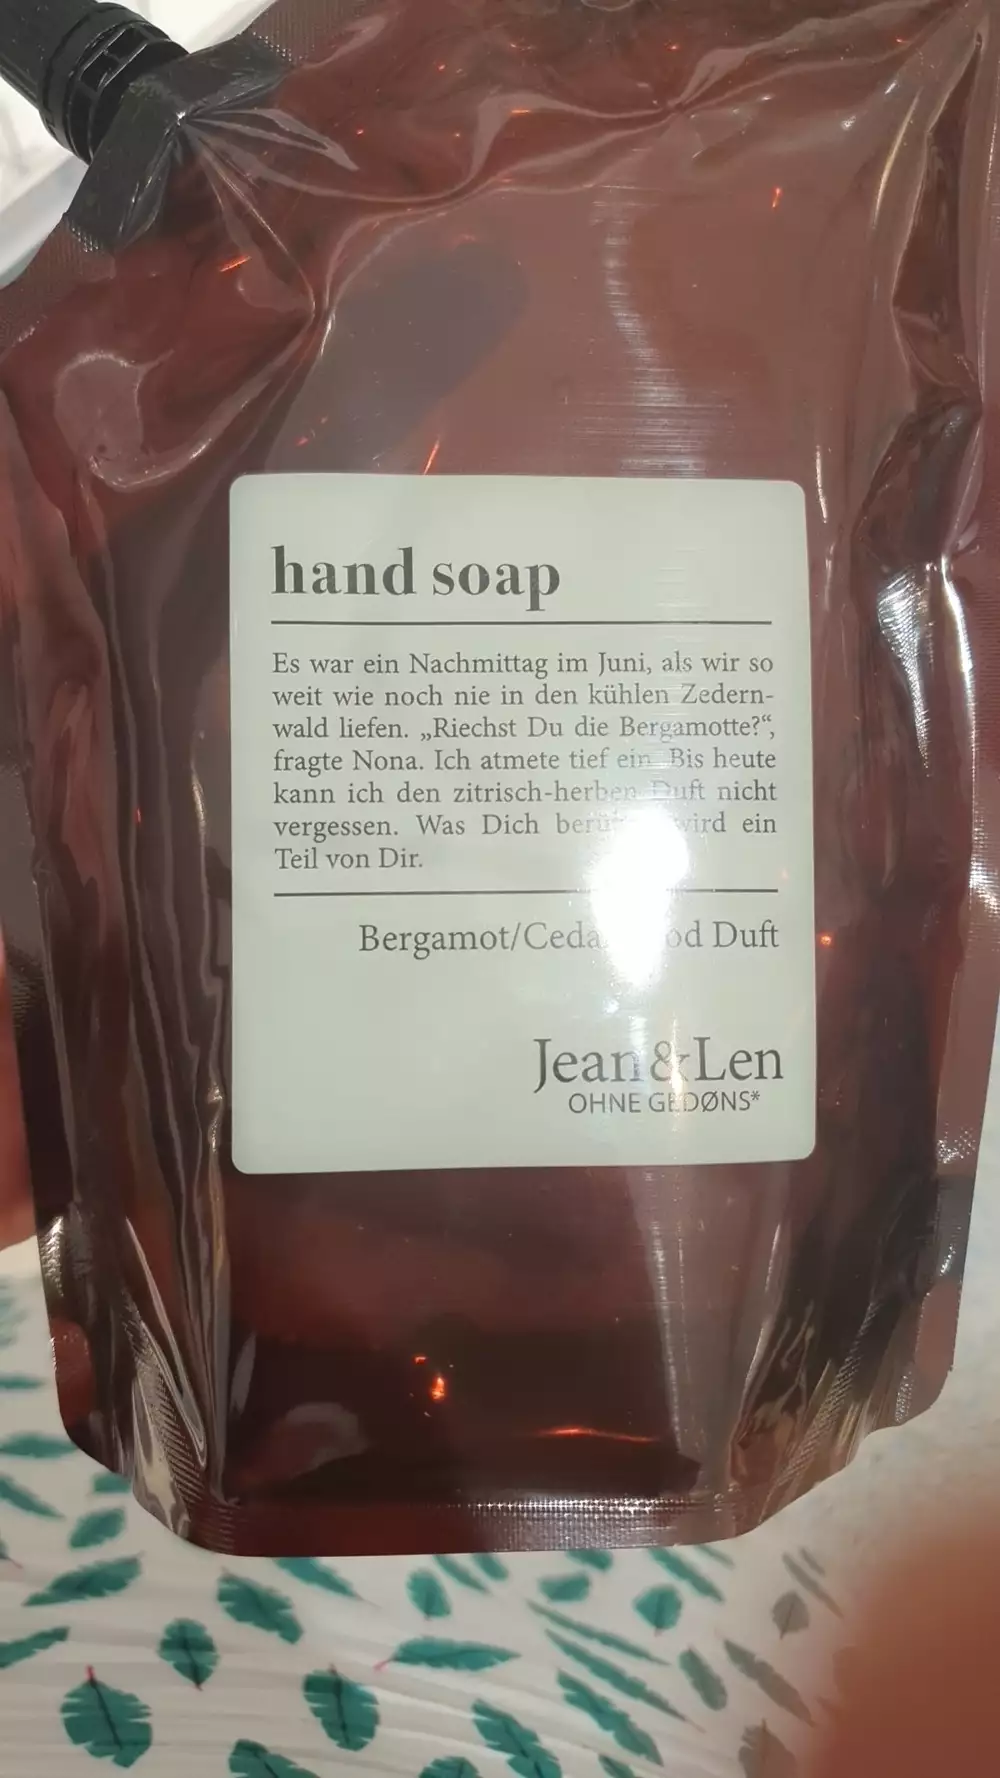 hand soap
Es war ein Nachmittag im Juni, als wir so
weit wie noch nie in den kühlen Zedern-
wald liefen. „Riechst Du die Bergamotte?“,
fragte Nona. Ich atmete tief ein. Bis heute
kann ich den zitrisch-herben Duft nicht
vergessen. Was Dich wird ein
Teil von Dir.
Bergamot/ Duft
Jean&Len
OHNE GEDØNS*